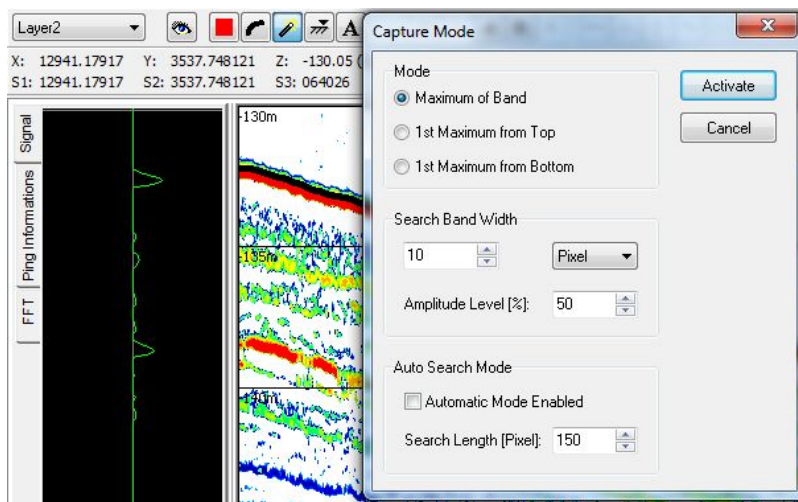 Layer2
A
X: 12941.17917 Y: 3537.748121 Z: -130.05 (
S1: 12941.17917 S2: 3537.748121 S3: 064026
Signal
Ping Informations
FFT
-130m
-135m
-140m
Capture Mode
Mode
Maximum of Band
1st Maximum from Top
1st Maximum from Bottom
Activate
Cancel
Search Band Width
10 Pixel
Amplitude Level [%]: 50
Auto Search Mode
Automatic Mode Enabled
Search Length [Pixel]: 150